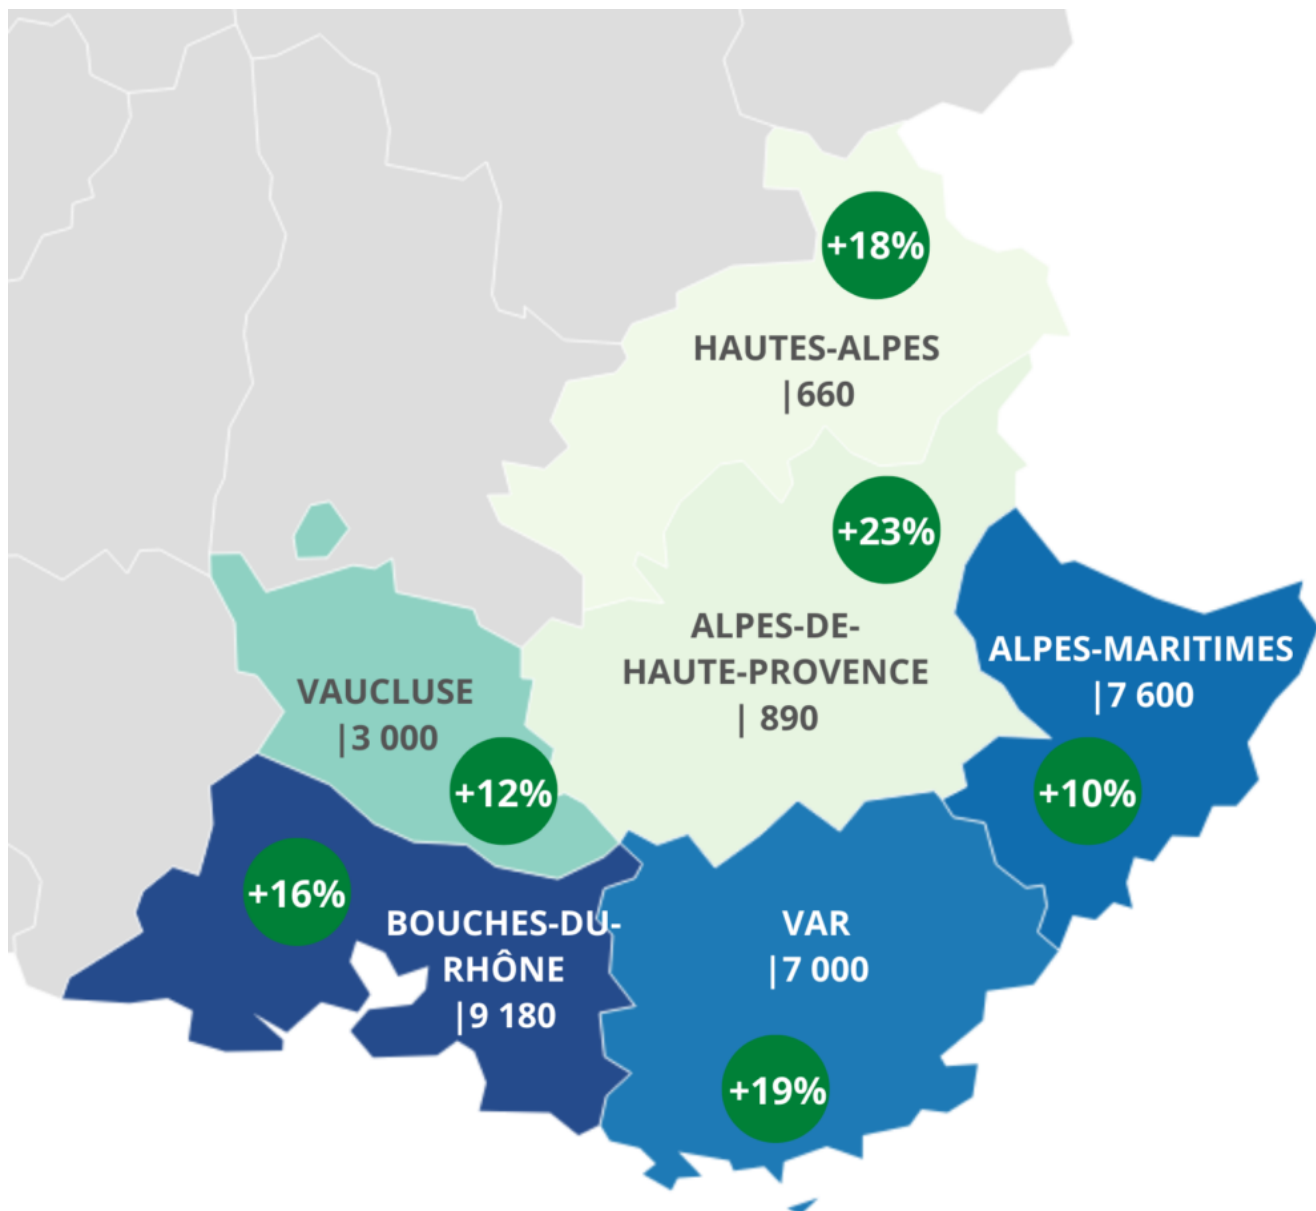 +18%
HAUTES-ALPES
|660
+23%
ALPES-DE-
HAUTE-PROVENCE
| 890
ALPES-MARITIMES
|7 600
+10%
VAUCLUSE
|3 000
+12%
+16%
BOUCHES-DU-
RHÔNE
|9 180
VAR
|7 000
+19%